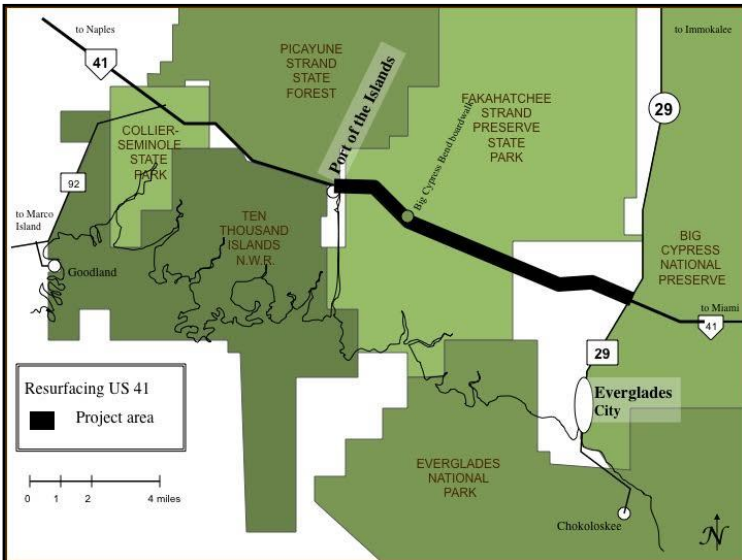 to Naples
41
PICAYUNE
STRAND
STATE
FOREST
Port of the Islands
to Immokalee
29
FAKAHATCHEE
STRAND
PRESERVE
STATE
PARK
Big Cypress Bend boardwalk
COLLIER-
SEMINOLE
STATE
PARK
92
to Marco
Island
Goodland
TEN
THOUSAND
ISLANDS
N.W.R.
BIG
CYPRESS
NATIONAL
PRESERVE
to Miami
41
29
Resurfacing US 41
Project area
Everglades
City
0 1 2 4 miles
EVERGLADES
NATIONAL
PARK
Chokoloskee
N